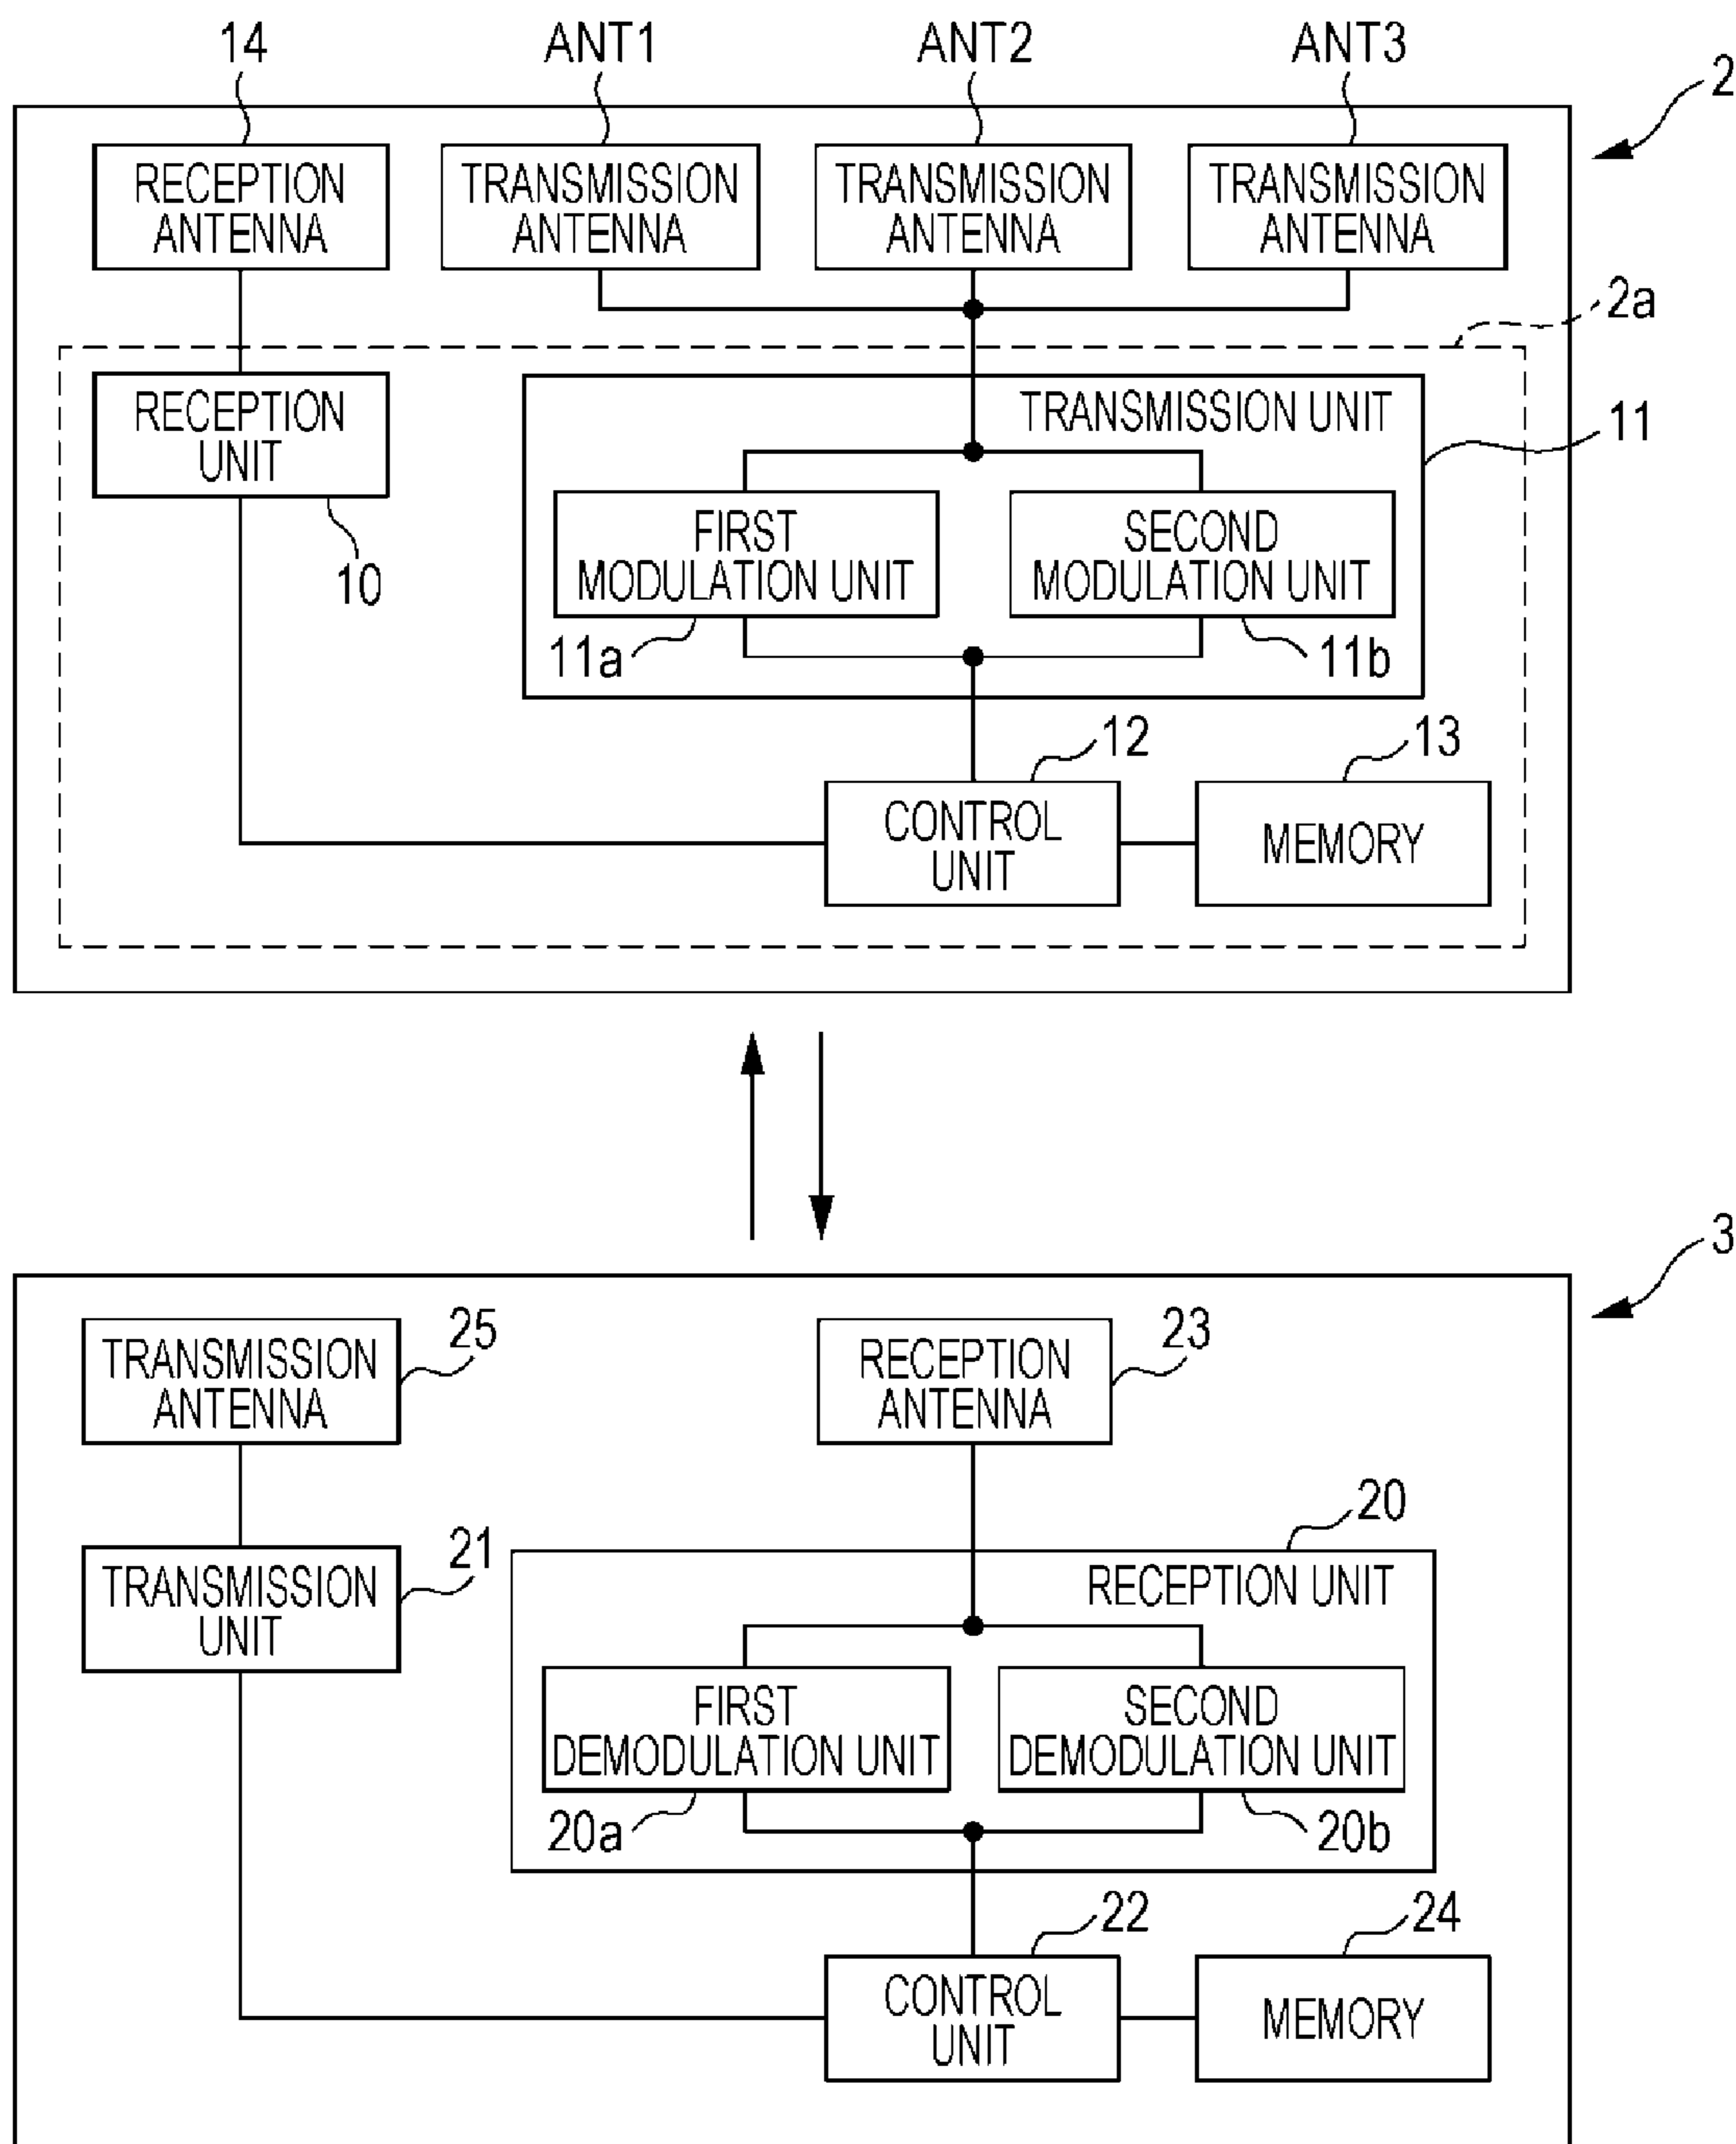 14
ANT1
ANT2
ANT3
2
RECEPTION
ANTENNA
TRANSMISSION
ANTENNA
TRANSMISSION
ANTENNA
TRANSMISSION
ANTENNA
2a
RECEPTION
UNIT
10
TRANSMISSION UNIT
11
FIRST
MODULATION UNIT
11a
SECOND
MODULATION UNIT
11b
12
13
CONTROL
UNIT
MEMORY
3
TRANSMISSION
ANTENNA
25
RECEPTION
ANTENNA
23
TRANSMISSION
UNIT
21
20
RECEPTION UNIT
FIRST
DEMODULATION UNIT
20a
SECOND
DEMODULATION UNIT
20b
22
24
CONTROL
UNIT
MEMORY